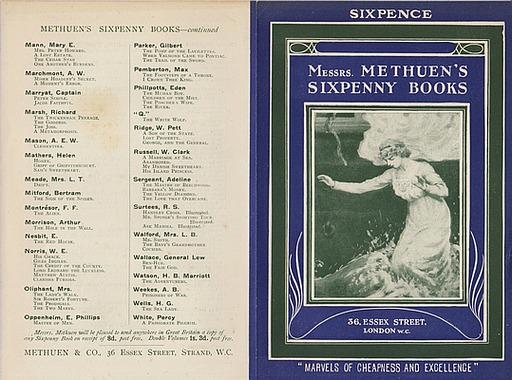 METHUEN'S SIXPENNY BOOKS—continued
Mann, Mary E.
MRS. PETER HOWARD.
A LOST ESTATE.
THE CEDAR STAR.
ONE ANOTHER'S BURDENS.
Marchmont, A. W.
MISER HOADLEY'S SECRET.
A MOMENT'S ERROR.
Marryat, Captain
PETER SIMPLE.
JACOB FAITHFUL.
Marsh, Richard
THE TWICKENHAM PEERAGE.
THE GODDESS.
THE JOSS.
A METAMORPHOSIS.
Mason, A. E. W.
CLEMENTINA.
Mathers, Helen
HONEY.
GRIFF OF GRIFFITHSCOURT.
SAM'S SWEETHEART.
Meade, Mrs. L. T.
DRIFT.
Mitford, Bertram
THE SIGN OF THE SPIDER.
Montrésor, F. F.
THE ALIEN.
Morrison, Arthur
THE HOLE IN THE WALL.
Nesbit, E.
THE RED HOUSE.
Norris, W. E.
HIS GRACE.
GILES INGILBY.
THE CREDIT OF THE COUNTY.
LORD LEONARD THE LUCKLESS.
MATTHEW AUSTIN.
CLARISSA FURIOSA.
Oliphant, Mrs.
THE LADY'S WALK.
SIR ROBERT'S FORTUNE.
THE PRODIGALS.
THE TWO MARYS.
Oppenheim, E. Phillips
MASTER OF MEN.
Parker, Gilbert
THE POMP OF THE LAVILETTES.
WHEN VALMOND CAME TO PONTIAC.
THE TRAIL OF THE SWORD.
Pemberton, Max
THE FOOTSTEPS OF A THRONE.
I CROWN THEE KING.
Phillpotts, Eden
THE HUMAN BOY.
CHILDREN OF THE MIST.
THE POACHER'S WIFE.
THE RIVER.
"Q."
THE WHITE WOLF.
Ridge, W. Pett
A SON OF THE STATE.
LOST PROPERTY.
GEORGE, AND THE GENERAL.
Russell, W. Clark
A MARRIAGE AT SEA.
ABANDONED.
MY DANISH SWEETHEART.
HIS ISLAND PRINCESS.
Sergeant, Adeline
THE MASTER OF BEECHWOOD.
BARBARA'S MONEY.
THE YELLOW DIAMOND.
THE LOVE THAT OVERCAME.
Surtees, R. S.
HANDLEY CROSS. Illustrated.
MR. SPONGE'S SPORTING TOUR.
Illustrated.
ASK MAMMA. Illustrated.
Walford, Mrs. L. B.
MR. SMITH.
THE BABY'S GRANDMOTHER.
COUSINS.
Wallace, General Lew
BEN-HUR.
THE FAIR GOD.
Watson, H. B. Marriott
THE ADVENTURERS.
Weekes, A. B.
PRISONERS OF WAR.
Wells, H. G.
THE SEA LADY.
White, Percy
A PASSIONATE PILGRIM.
Messrs. Methuen will be pleased to send anywhere in Great Britain a copy of
any Sixpenny Book on receipt of 8d. post free. Double Volumes 1s. 3d. post free.
METHUEN & CO., 36 ESSEX STREET, STRAND, W.C.
SIXPENCE
MESSRS. METHUEN'S
SIXPENNY BOOKS
36, ESSEX STREET,
LONDON W.C.
"MARVELS OF CHEAPNESS AND EXCELLENCE"